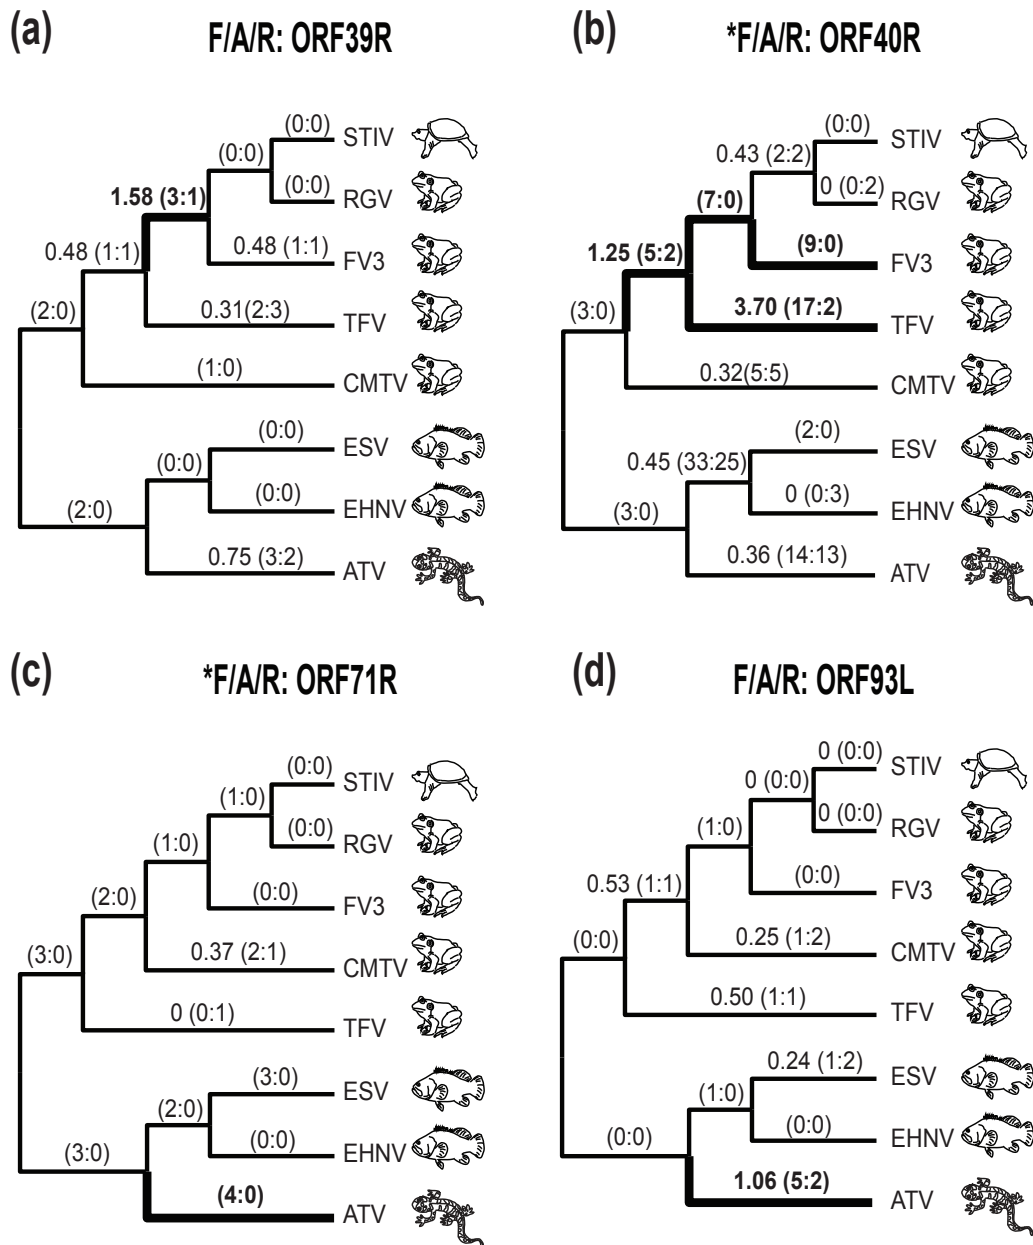 (a) F/A/R: ORF39R
(0:0)
STIV
(0:0)
(0:0)
RGV
1.58 (3:1)
0.48 (1:1)
0.48 (1:1)
FV3
(2:0)
0.31(2:3)
TFV
(1:0)
CMTV
(0:0)
ESV
(0:0)
(0:0)
EHNV
(2:0)
0.75 (3:2)
ATV
(b) *F/A/R: ORF40R
(0:0)
STIV
0.43 (2:2)
0 (0:2)
RGV
(7:0)
(9:0)
FV3
1.25 (5:2)
3.70 (17:2)
TFV
(3:0)
0.32(5:5)
CMTV
(2:0)
ESV
0.45 (33:25)
0 (0:3)
EHNV
(3:0)
0.36 (14:13)
ATV
(c) *F/A/R: ORF71R
(0:0)
STIV
(1:0)
(0:0)
RGV
(1:0)
(0:0)
FV3
(2:0)
0.37 (2:1)
CMTV
(3:0)
0 (0:1)
TFV
(3:0)
ESV
(2:0)
(0:0)
EHNV
(3:0)
(4:0)
ATV
(d) F/A/R: ORF93L
0 (0:0)
STIV
0 (0:0)
0 (0:0)
RGV
(1:0)
(0:0)
FV3
0.53 (1:1)
0.25 (1:2)
CMTV
(0:0)
0.50 (1:1)
TFV
0.24 (1:2)
ESV
(1:0)
(0:0)
EHNV
(0:0)
1.06 (5:2)
ATV